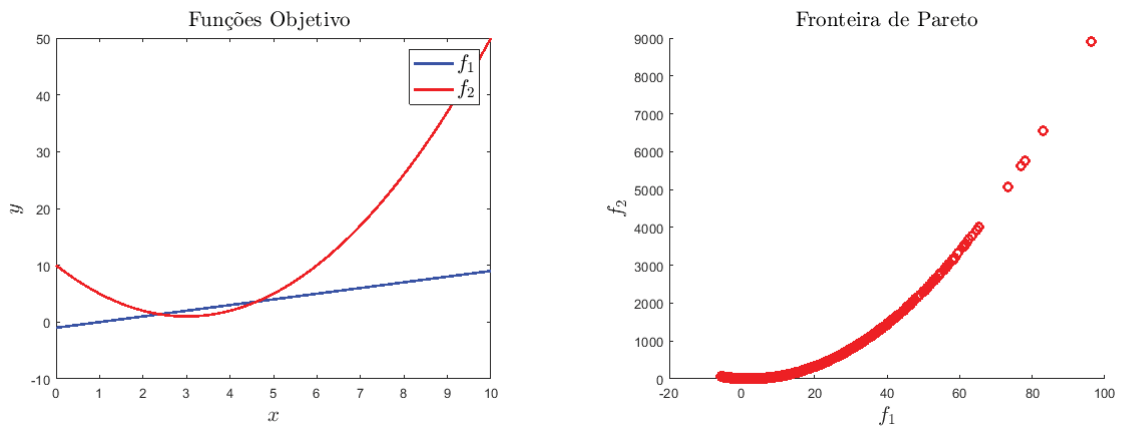 Funções Objetivo
50
40
30
20
10
0
-10
y
f₁
f₂
0 1 2 3 4 5 6 7 8 9 10
x
Fronteira de Pareto
9000
8000
7000
6000
5000
4000
3000
2000
1000
0
f₂
-20 0 20 40 60 80 100
f₁